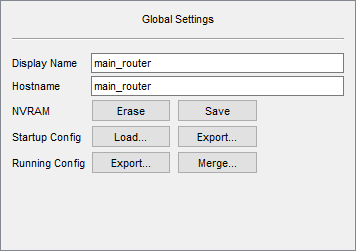 Global Settings
Display Name main_router
Hostname main_router
NVRAM Erase Save
Startup Config Load... Export...
Running Config Export... Merge...